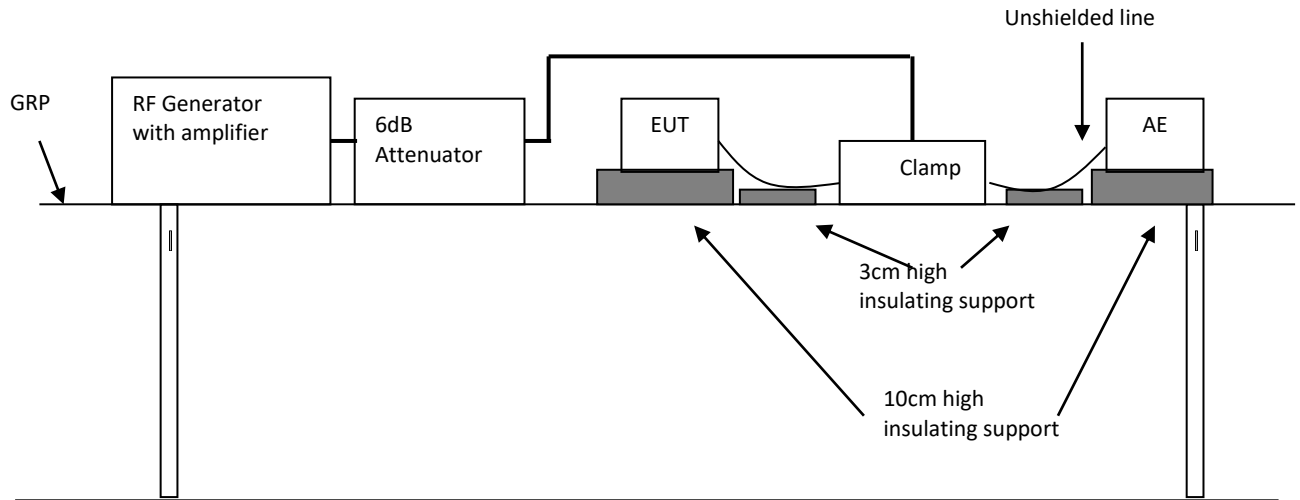 Unshielded line
GRP
RF Generator
with amplifier
6dB
Attenuator
EUT
Clamp
AE
3cm high
insulating support
10cm high
insulating support